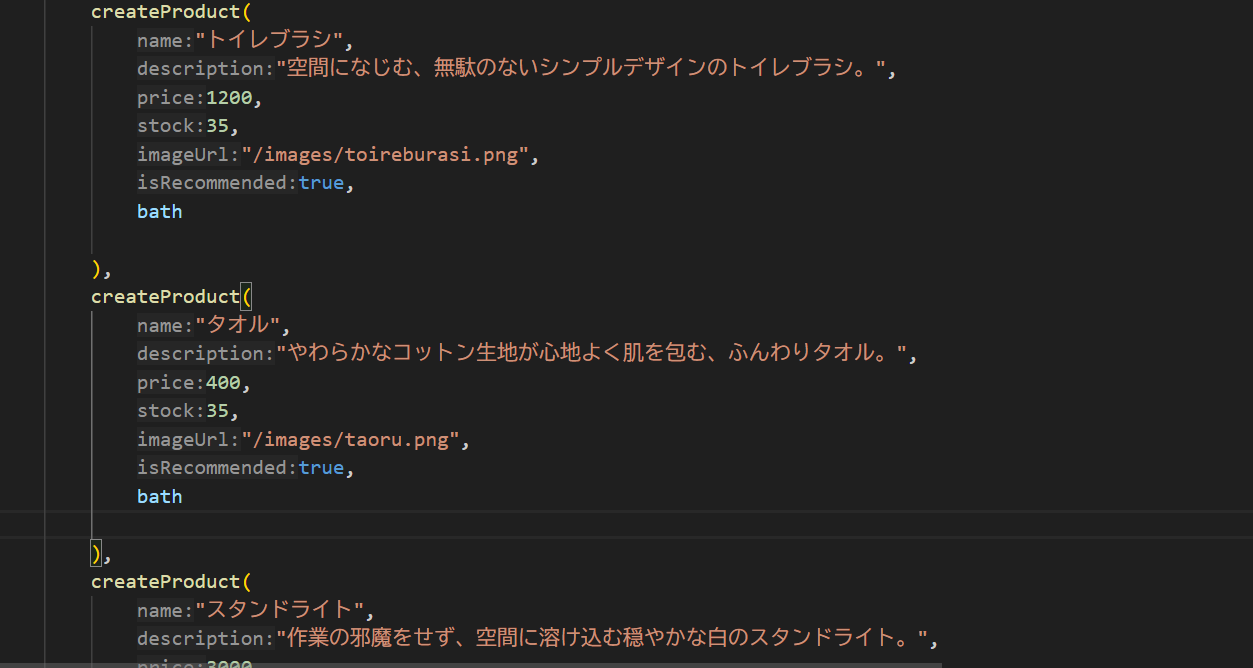 createProduct(
name:"トイレブラシ",
description:"空間になじむ、無駄のないシンプルデザインのトイレブラシ。",
price:1200,
stock:35,
imageUrl:"/images/toireburasi.png",
isRecommended:true,
bath
),
createProduct(
name:"タオル",
description:"やわらかなコットン生地が心地よく肌を包む、ふんわりタオル。",
price:400,
stock:35,
imageUrl:"/images/taoru.png",
isRecommended:true,
bath
),
createProduct(
name:"スタンドライト",
description:"作業の邪魔をせず、空間に溶け込む穏やかな白のスタンドライト。",
price:3000